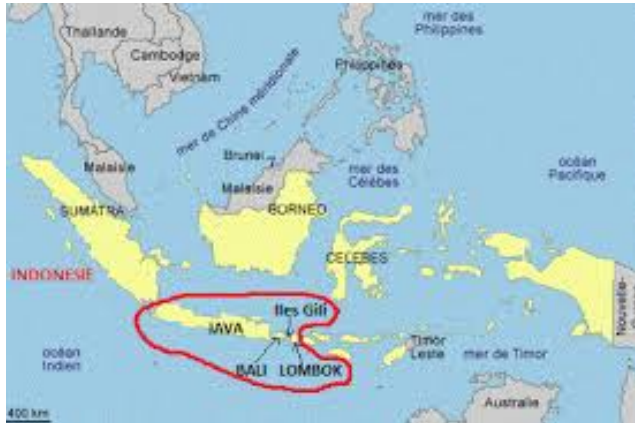 mer des
Philippines
Thaïlande
Cambodge
Vietnam
Philippines
mer de Chine méridionale
Brunei
Malaisie
Malaisie
mer des
Célèbes
océan
Pacifique
SUMATRA
BORNEO
CELEBES
INDONESIE
Iles Gili
JAVA
Nouvelle-
océan
Indien
BALI
LOMBOK
Timor
Leste
mer de Timor
Australie
400 km